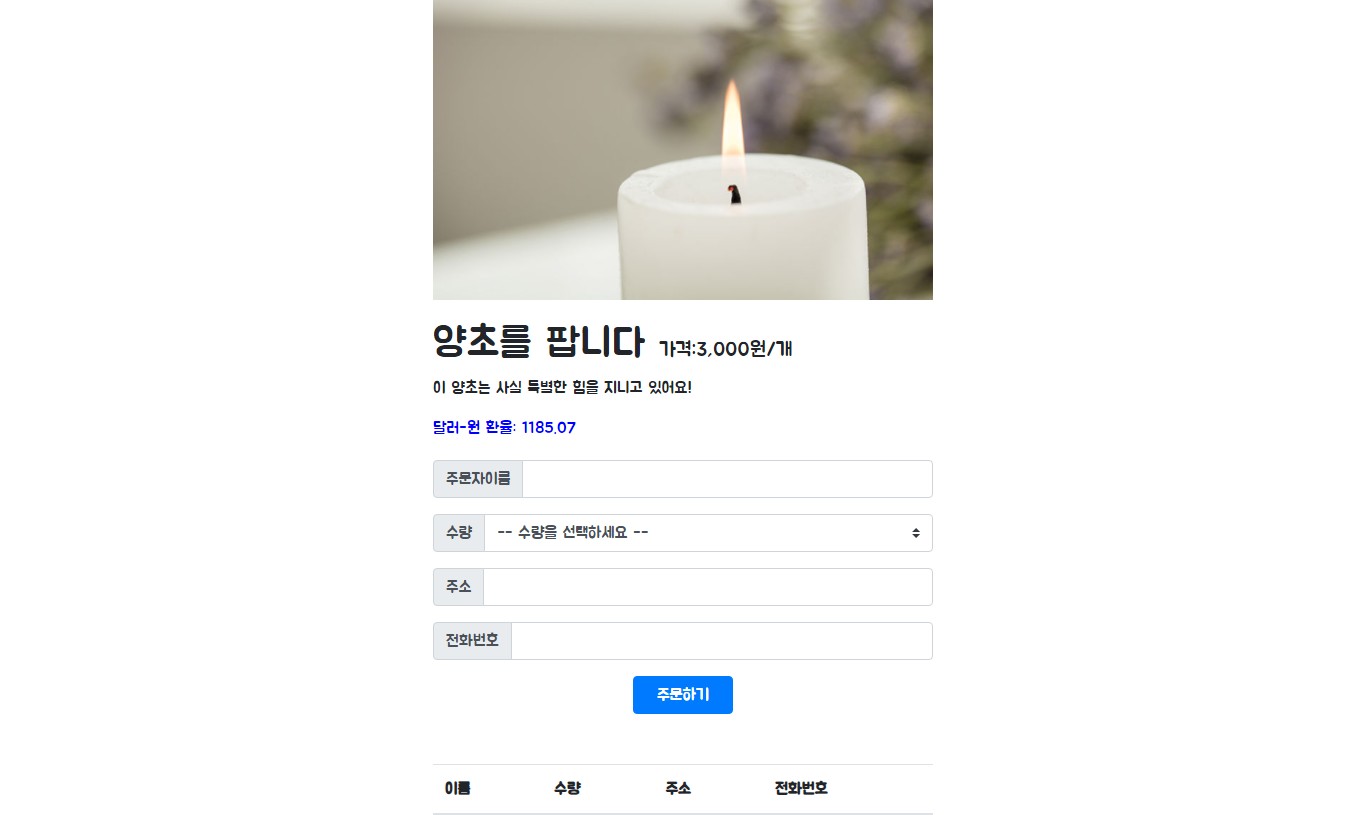 양초를 팝니다 가격:3,000원/개
이 양초는 사실 특별한 힘을 지니고 있어요!
달러-원 환율: 1185.07
주문자이름
수량 -- 수량을 선택하세요 --
주소
전화번호
주문하기
이름 수량 주소 전화번호